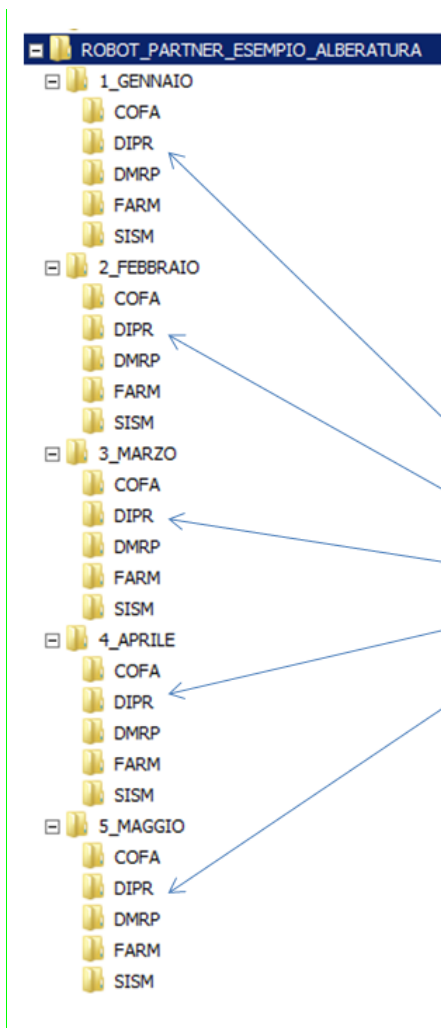 ROBOT_PARTNER_ESEMPIO_ALBERATURA
1_GENNAIO
COFA
DIPR
DMRP
FARM
SISM
2_FEBBRAIO
COFA
DIPR
DMRP
FARM
SISM
3_MARZO
COFA
DIPR
DMRP
FARM
SISM
4_APRILE
COFA
DIPR
DMRP
FARM
SISM
5_MAGGIO
COFA
DIPR
DMRP
FARM
SISM